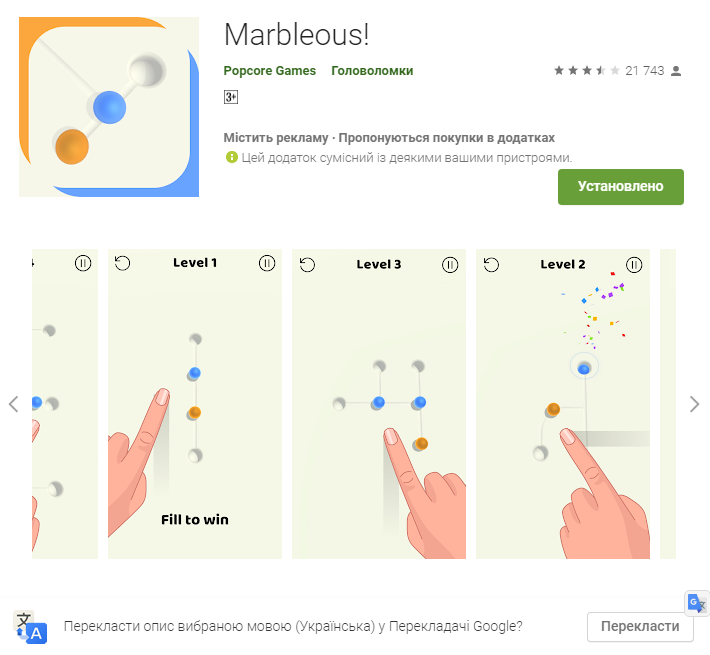 Marbleous!
Popcore Games Головоломки 21 743
3+
Містить рекламу · Пропонуються покупки в додатках
Цей додаток сумісний із деякими вашими пристроями.
Установлено
Level 1
Level 3
Level 2
Fill to win
文
A
G
Перекласти опис вибраною мовою (Українська) у Перекладачі Google?
Перекласти